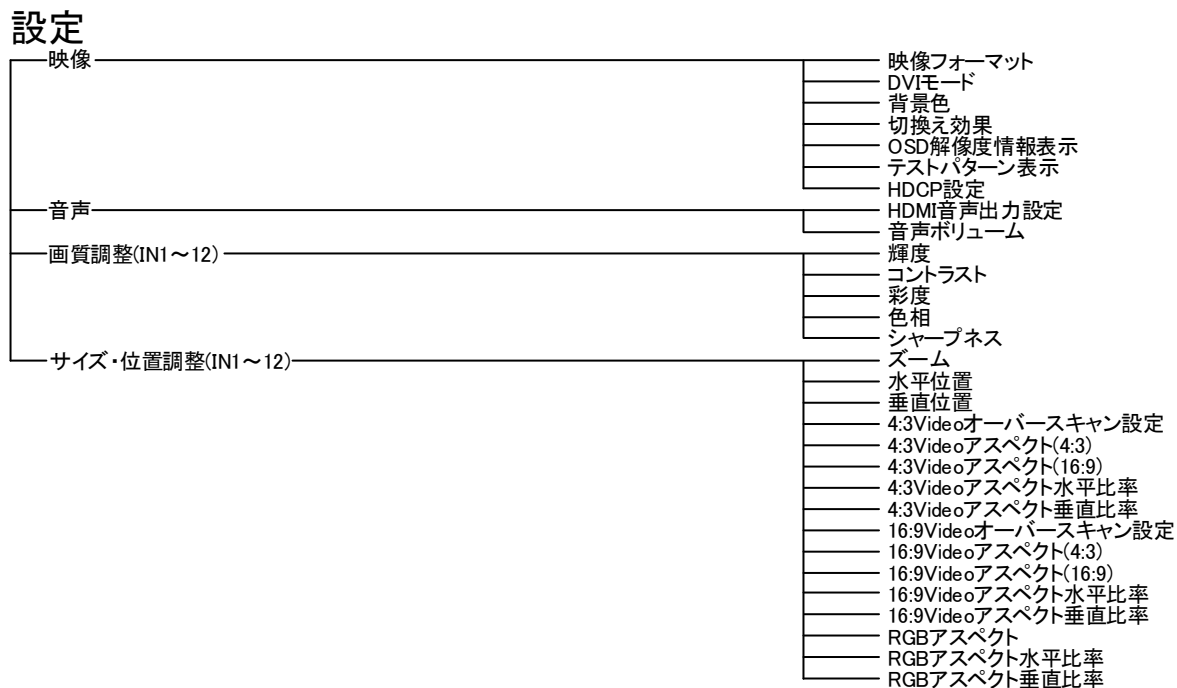 設定
映像
映像フォーマット
DVIモード
背景色
切換え効果
OSD解像度情報表示
テストパターン表示
HDCP設定
音声
HDMI音声出力設定
音声ボリューム
画質調整(IN1～12)
輝度
コントラスト
彩度
色相
シャープネス
サイズ・位置調整(IN1～12)
ズーム
水平位置
垂直位置
4:3Videoオーバースキャン設定
4:3Videoアスペクト(4:3)
4:3Videoアスペクト(16:9)
4:3Videoアスペクト水平比率
4:3Videoアスペクト垂直比率
16:9Videoオーバースキャン設定
16:9Videoアスペクト(4:3)
16:9Videoアスペクト(16:9)
16:9Videoアスペクト水平比率
16:9Videoアスペクト垂直比率
RGBアスペクト
RGBアスペクト水平比率
RGBアスペクト垂直比率